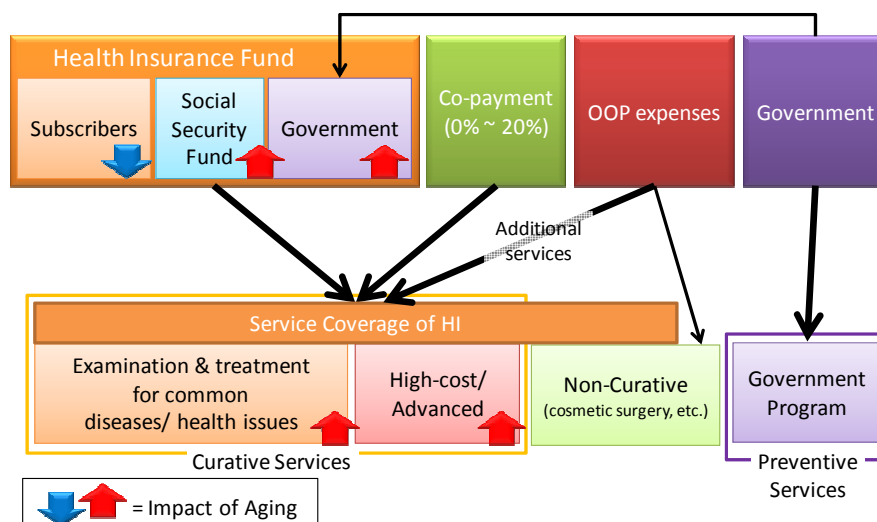 Health Insurance Fund
Subscribers
Social
Security
Fund
Government
Co-payment
(0% ~ 20%)
OOP expenses
Government
Additional
services
Service Coverage of HI
Examination & treatment
for common
diseases/ health issues
High-cost/
Advanced
Non-Curative
(cosmetic surgery, etc.)
Government
Program
Curative Services
Preventive
Services
= Impact of Aging